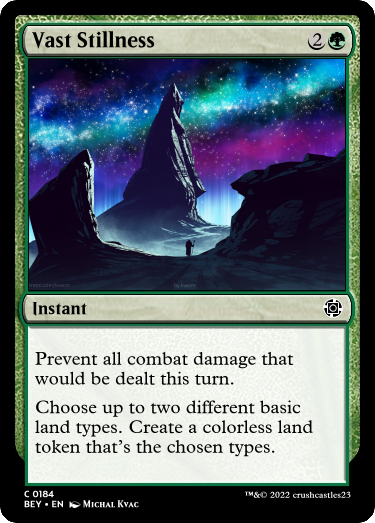 Vast Stillness 2
Instant
Prevent all combat damage that
would be dealt this turn.
Choose up to two different basic
land types. Create a colorless land
token that's the chosen types.
C 0184
BEY • EN Michal Kvac
™&© 2022 crushcastles23